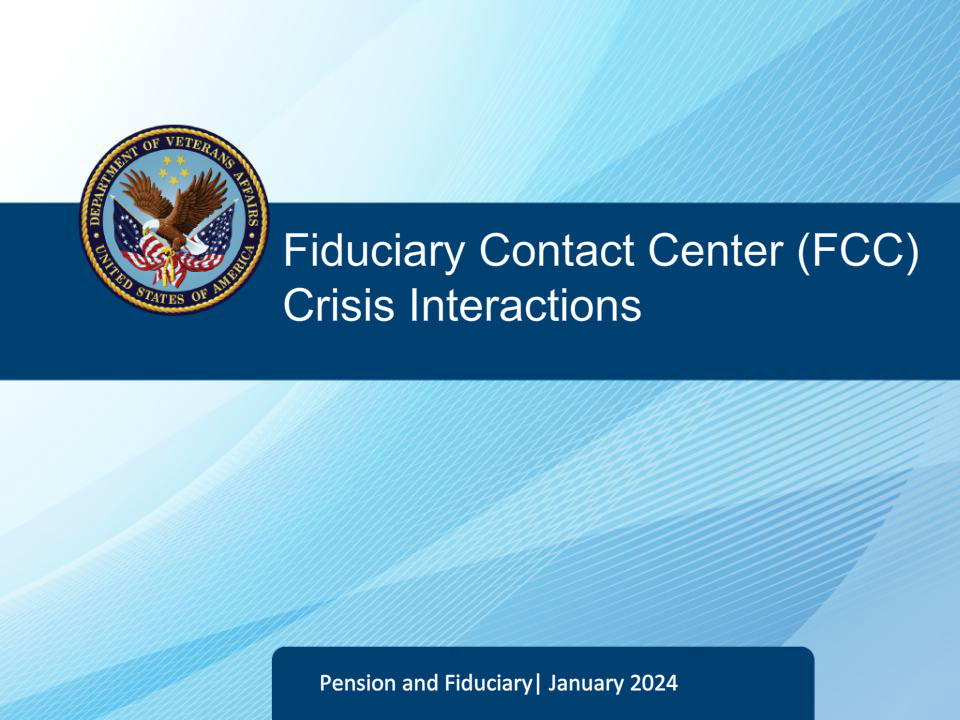 DEPARTMENT OF VETERANS AFFAIRS
UNITED STATES OF AMERICA
Fiduciary Contact Center (FCC)
Crisis Interactions
Pension and Fiduciary| January 2024